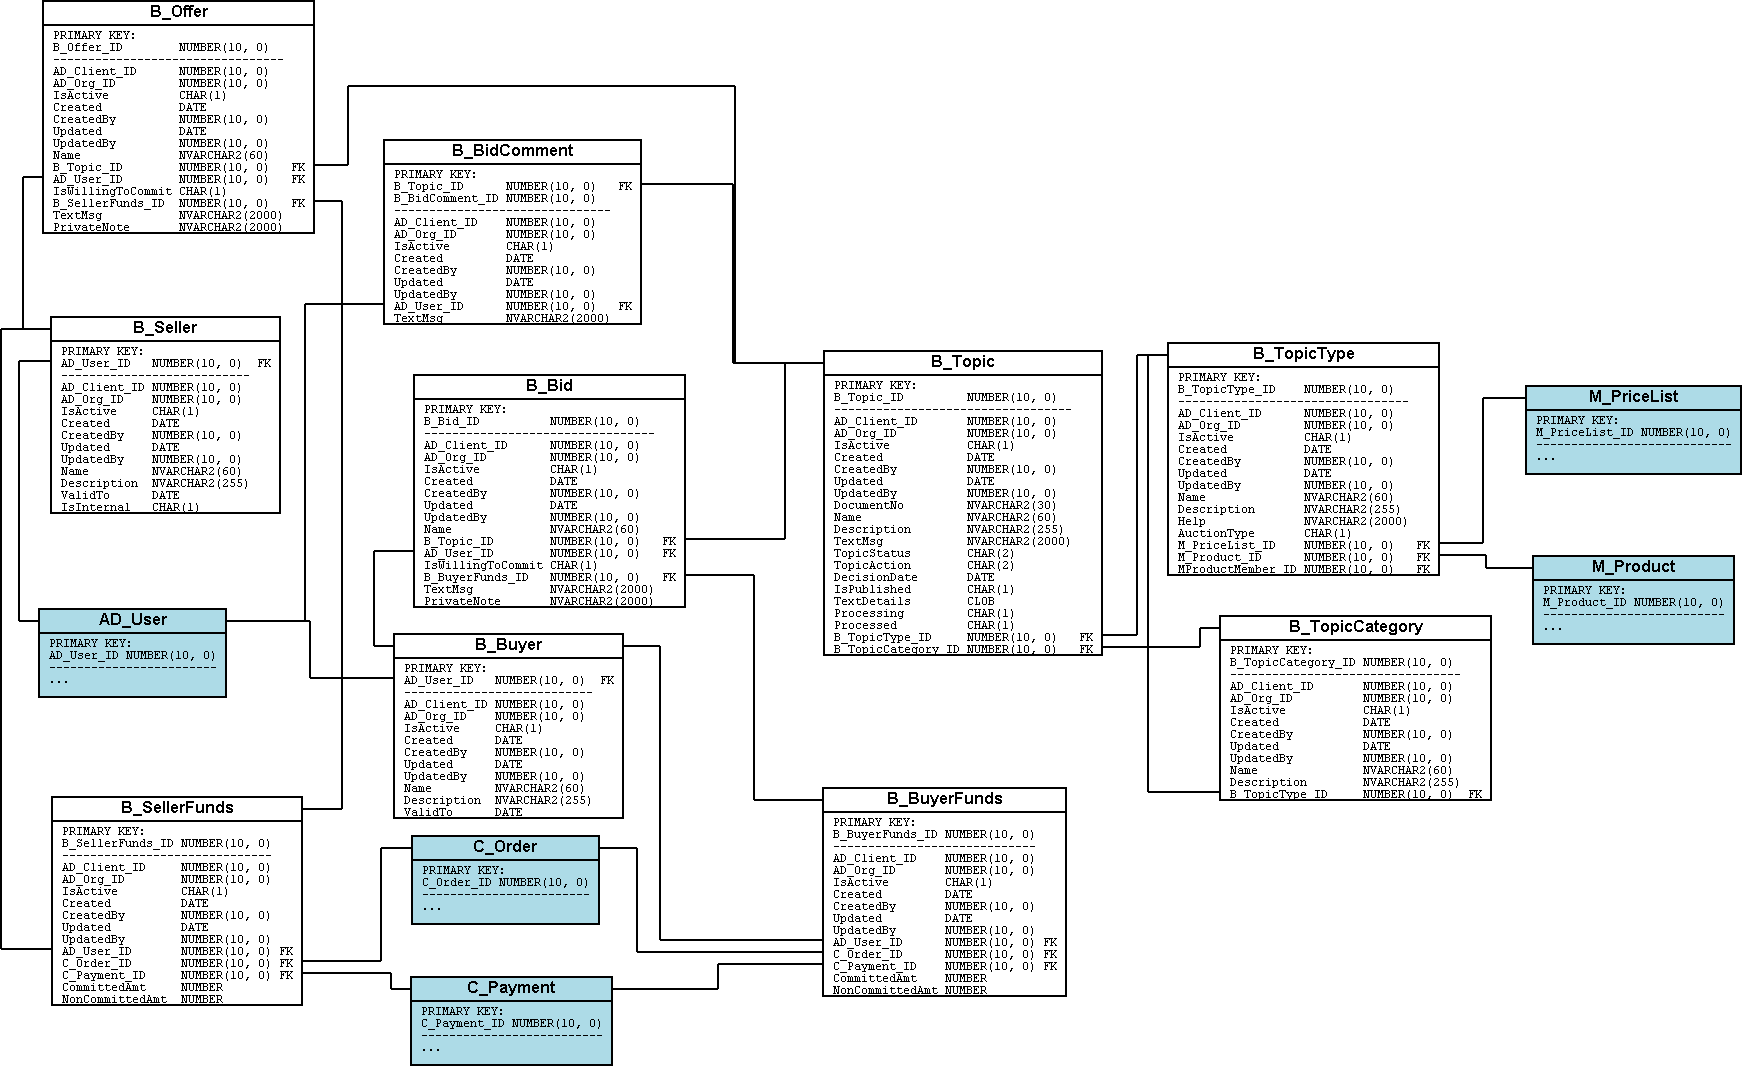 B_Offer
PRIMARY KEY:
B_Offer_ID NUMBER(10, 0)
---------------------------------
AD_Client_ID NUMBER(10, 0)
AD_Org_ID NUMBER(10, 0)
IsActive CHAR(1)
Created DATE
CreatedBy NUMBER(10, 0)
Updated DATE
UpdatedBy NUMBER(10, 0)
Name NVARCHAR2(60)
B_Topic_ID NUMBER(10, 0) FK
AD_User_ID NUMBER(10, 0) FK
IsWillingToCommit CHAR(1)
B_SellerFunds_ID NUMBER(10, 0) FK
TextMsg NVARCHAR2(2000)
PrivateNote NVARCHAR2(2000)
B_BidComment
PRIMARY KEY:
B_Topic_ID NUMBER(10, 0) FK
B_BidComment_ID NUMBER(10, 0)
-------------------------------
AD_Client_ID NUMBER(10, 0)
AD_Org_ID NUMBER(10, 0)
IsActive CHAR(1)
Created DATE
CreatedBy NUMBER(10, 0)
Updated DATE
UpdatedBy NUMBER(10, 0)
AD_User_ID NUMBER(10, 0) FK
TextMsg NVARCHAR2(2000)
B_Seller
PRIMARY KEY:
AD_User_ID NUMBER(10, 0) FK
---------------------------
AD_Client_ID NUMBER(10, 0)
AD_Org_ID NUMBER(10, 0)
IsActive CHAR(1)
Created DATE
CreatedBy NUMBER(10, 0)
Updated DATE
UpdatedBy NUMBER(10, 0)
Name NVARCHAR2(60)
Description NVARCHAR2(255)
ValidTo DATE
IsInternal CHAR(1)
B_Bid
PRIMARY KEY:
B_Bid_ID NUMBER(10, 0)
---------------------------------
AD_Client_ID NUMBER(10, 0)
AD_Org_ID NUMBER(10, 0)
IsActive CHAR(1)
Created DATE
CreatedBy NUMBER(10, 0)
Updated DATE
UpdatedBy NUMBER(10, 0)
Name NVARCHAR2(60)
B_Topic_ID NUMBER(10, 0) FK
AD_User_ID NUMBER(10, 0) FK
IsWillingToCommit CHAR(1)
B_BuyerFunds_ID NUMBER(10, 0) FK
TextMsg NVARCHAR2(2000)
PrivateNote NVARCHAR2(2000)
B_Topic
PRIMARY KEY:
B_Topic_ID NUMBER(10, 0)
----------------------------------
AD_Client_ID NUMBER(10, 0)
AD_Org_ID NUMBER(10, 0)
IsActive CHAR(1)
Created DATE
CreatedBy NUMBER(10, 0)
Updated DATE
UpdatedBy NUMBER(10, 0)
DocumentNo NVARCHAR2(30)
Name NVARCHAR2(60)
Description NVARCHAR2(255)
TextMsg NVARCHAR2(2000)
TopicStatus CHAR(2)
TopicAction CHAR(2)
DecisionDate DATE
IsPublished CHAR(1)
TextDetails CLOB
Processing CHAR(1)
Processed CHAR(1)
B_TopicType_ID NUMBER(10, 0) FK
B_TopicCategory_ID NUMBER(10, 0) FK
B_TopicType
PRIMARY KEY:
B_TopicType_ID NUMBER(10, 0)
---------------------------------
AD_Client_ID NUMBER(10, 0)
AD_Org_ID NUMBER(10, 0)
IsActive CHAR(1)
Created DATE
CreatedBy NUMBER(10, 0)
Updated DATE
UpdatedBy NUMBER(10, 0)
Name NVARCHAR2(60)
Description NVARCHAR2(255)
Help NVARCHAR2(2000)
AuctionType CHAR(1)
M_PriceList_ID NUMBER(10, 0) FK
M_Product_ID NUMBER(10, 0) FK
MProductMember_ID NUMBER(10, 0) FK
M_PriceList
PRIMARY KEY:
M_PriceList_ID NUMBER(10, 0)
----------------------------
...
M_Product
PRIMARY KEY:
M_Product_ID NUMBER(10, 0)
--------------------------
...
AD_User
PRIMARY KEY:
AD_User_ID NUMBER(10, 0)
------------------------
...
B_Buyer
PRIMARY KEY:
AD_User_ID NUMBER(10, 0) FK
---------------------------
AD_Client_ID NUMBER(10, 0)
AD_Org_ID NUMBER(10, 0)
IsActive CHAR(1)
Created DATE
CreatedBy NUMBER(10, 0)
Updated DATE
UpdatedBy NUMBER(10, 0)
Name NVARCHAR2(60)
Description NVARCHAR2(255)
ValidTo DATE
B_TopicCategory
PRIMARY KEY:
B_TopicCategory_ID NUMBER(10, 0)
---------------------------------
AD_Client_ID NUMBER(10, 0)
AD_Org_ID NUMBER(10, 0)
IsActive CHAR(1)
Created DATE
CreatedBy NUMBER(10, 0)
Updated DATE
UpdatedBy NUMBER(10, 0)
Name NVARCHAR2(60)
Description NVARCHAR2(255)
B_TopicType_ID NUMBER(10, 0) FK
B_SellerFunds
PRIMARY KEY:
B_SellerFunds_ID NUMBER(10, 0)
------------------------------
AD_Client_ID NUMBER(10, 0)
AD_Org_ID NUMBER(10, 0)
IsActive CHAR(1)
Created DATE
CreatedBy NUMBER(10, 0)
Updated DATE
UpdatedBy NUMBER(10, 0)
AD_User_ID NUMBER(10, 0) FK
C_Order_ID NUMBER(10, 0) FK
C_Payment_ID NUMBER(10, 0) FK
CommittedAmt NUMBER
NonCommittedAmt NUMBER
C_Order
PRIMARY KEY:
C_Order_ID NUMBER(10, 0)
------------------------
...
C_Payment
PRIMARY KEY:
C_Payment_ID NUMBER(10, 0)
--------------------------
...
B_BuyerFunds
PRIMARY KEY:
B_BuyerFunds_ID NUMBER(10, 0)
-----------------------------
AD_Client_ID NUMBER(10, 0)
AD_Org_ID NUMBER(10, 0)
IsActive CHAR(1)
Created DATE
CreatedBy NUMBER(10, 0)
Updated DATE
UpdatedBy NUMBER(10, 0)
AD_User_ID NUMBER(10, 0) FK
C_Order_ID NUMBER(10, 0) FK
C_Payment_ID NUMBER(10, 0) FK
CommittedAmt NUMBER
NonCommittedAmt NUMBER